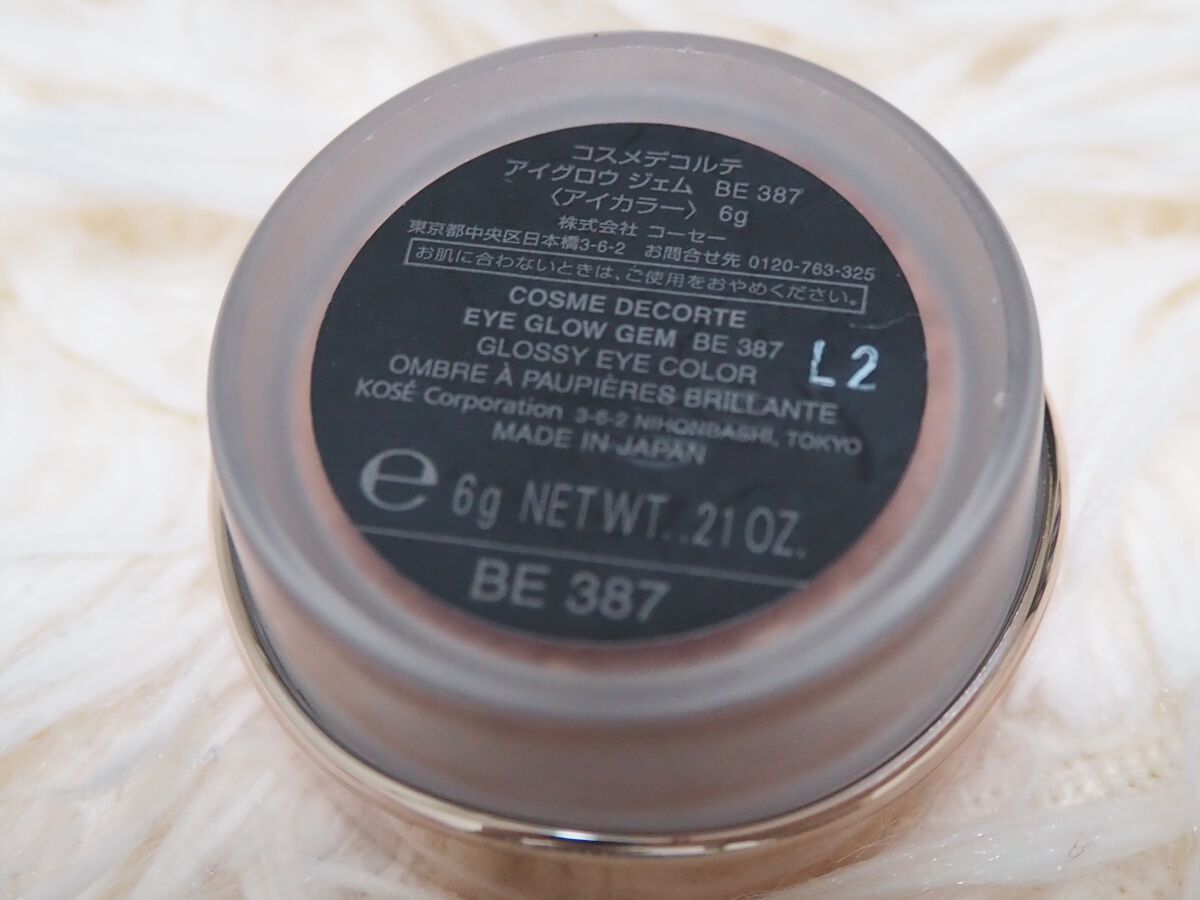 コスメデコルテ
アイグロウ ジェム BE 387
〈アイカラー〉 6g
株式会社 コーセー
東京都中央区日本橋3-6-2 お問合せ先 0120-763-325
お肌に合わないときは、ご使用をおやめください。
COSME DECORTE
EYE GLOW GEM BE 387
GLOSSY EYE COLOR
L2
OMBRE À PAUPIÈRES BRILLANTE
KOSÉ Corporation 3-6-2 NIHONBASHI, TOKYO
MADE IN JAPAN
e 6g NET WT. .21 OZ.
BE 387